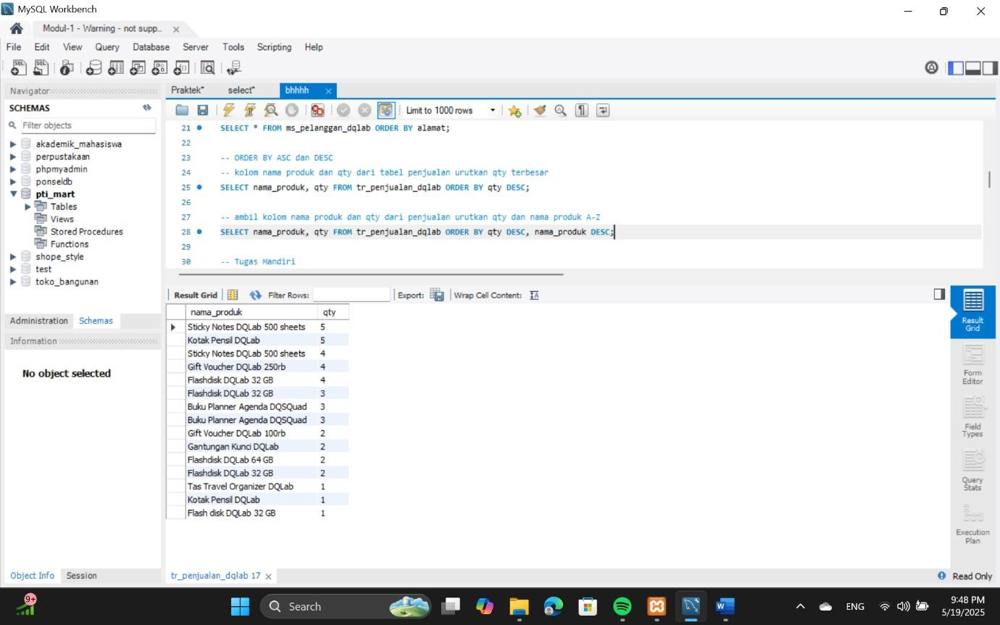 MySQL Workbench
Modul-1 - Warning - not supp...
File Edit View Query Database Server Tools Scripting Help
Navigator
SCHEMAS
Filter objects
akademik_mahasiswa
perpustakaan
phpmyadmin
ponseldb
pti_mart
Tables
Views
Stored Procedures
Functions
shope_style
test
toko_bangunan
Administration Schemas
Information
No object selected
Object Info Session
Praktek* select* bhhhh
Limit to 1000 rows
21 SELECT * FROM ms_pelanggan_dqlab ORDER BY alamat;
22
23 -- ORDER BY ASC dan DESC
24 -- kolom nama produk dan qty dari tabel penjualan urutkan qty terbesar
25 SELECT nama_produk, qty FROM tr_penjualan_dqlab ORDER BY qty DESC;
26
27 -- ambil kolom nama produk dan qty dari penjualan urutkan qty dan nama produk A-Z
28 SELECT nama_produk, qty FROM tr_penjualan_dqlab ORDER BY qty DESC, nama_produk DESC;
29
30 -- Tugas Mandiri
Result Grid Filter Rows: Export: Wrap Cell Content:
nama_produk qty
Sticky Notes DQLab 500 sheets 5
Kotak Pensil DQLab 5
Sticky Notes DQLab 500 sheets 4
Gift Voucher DQLab 250rb 4
Flashdisk DQLab 32 GB 4
Flashdisk DQLab 32 GB 3
Buku Planner Agenda DQSQuad 3
Buku Planner Agenda DQSQuad 3
Gift Voucher DQLab 100rb 2
Gantungan Kunci DQLab 2
Flashdisk DQLab 64 GB 2
Flashdisk DQLab 32 GB 2
Tas Travel Organizer DQLab 1
Kotak Pensil DQLab 1
Flash disk DQLab 32 GB 1
Result
Grid
Form
Editor
Field
Types
Query
Stats
Execution
Plan
tr_penjualan_dqlab 17
Read Only
9+
Search
ENG
9:48 PM
5/19/2025